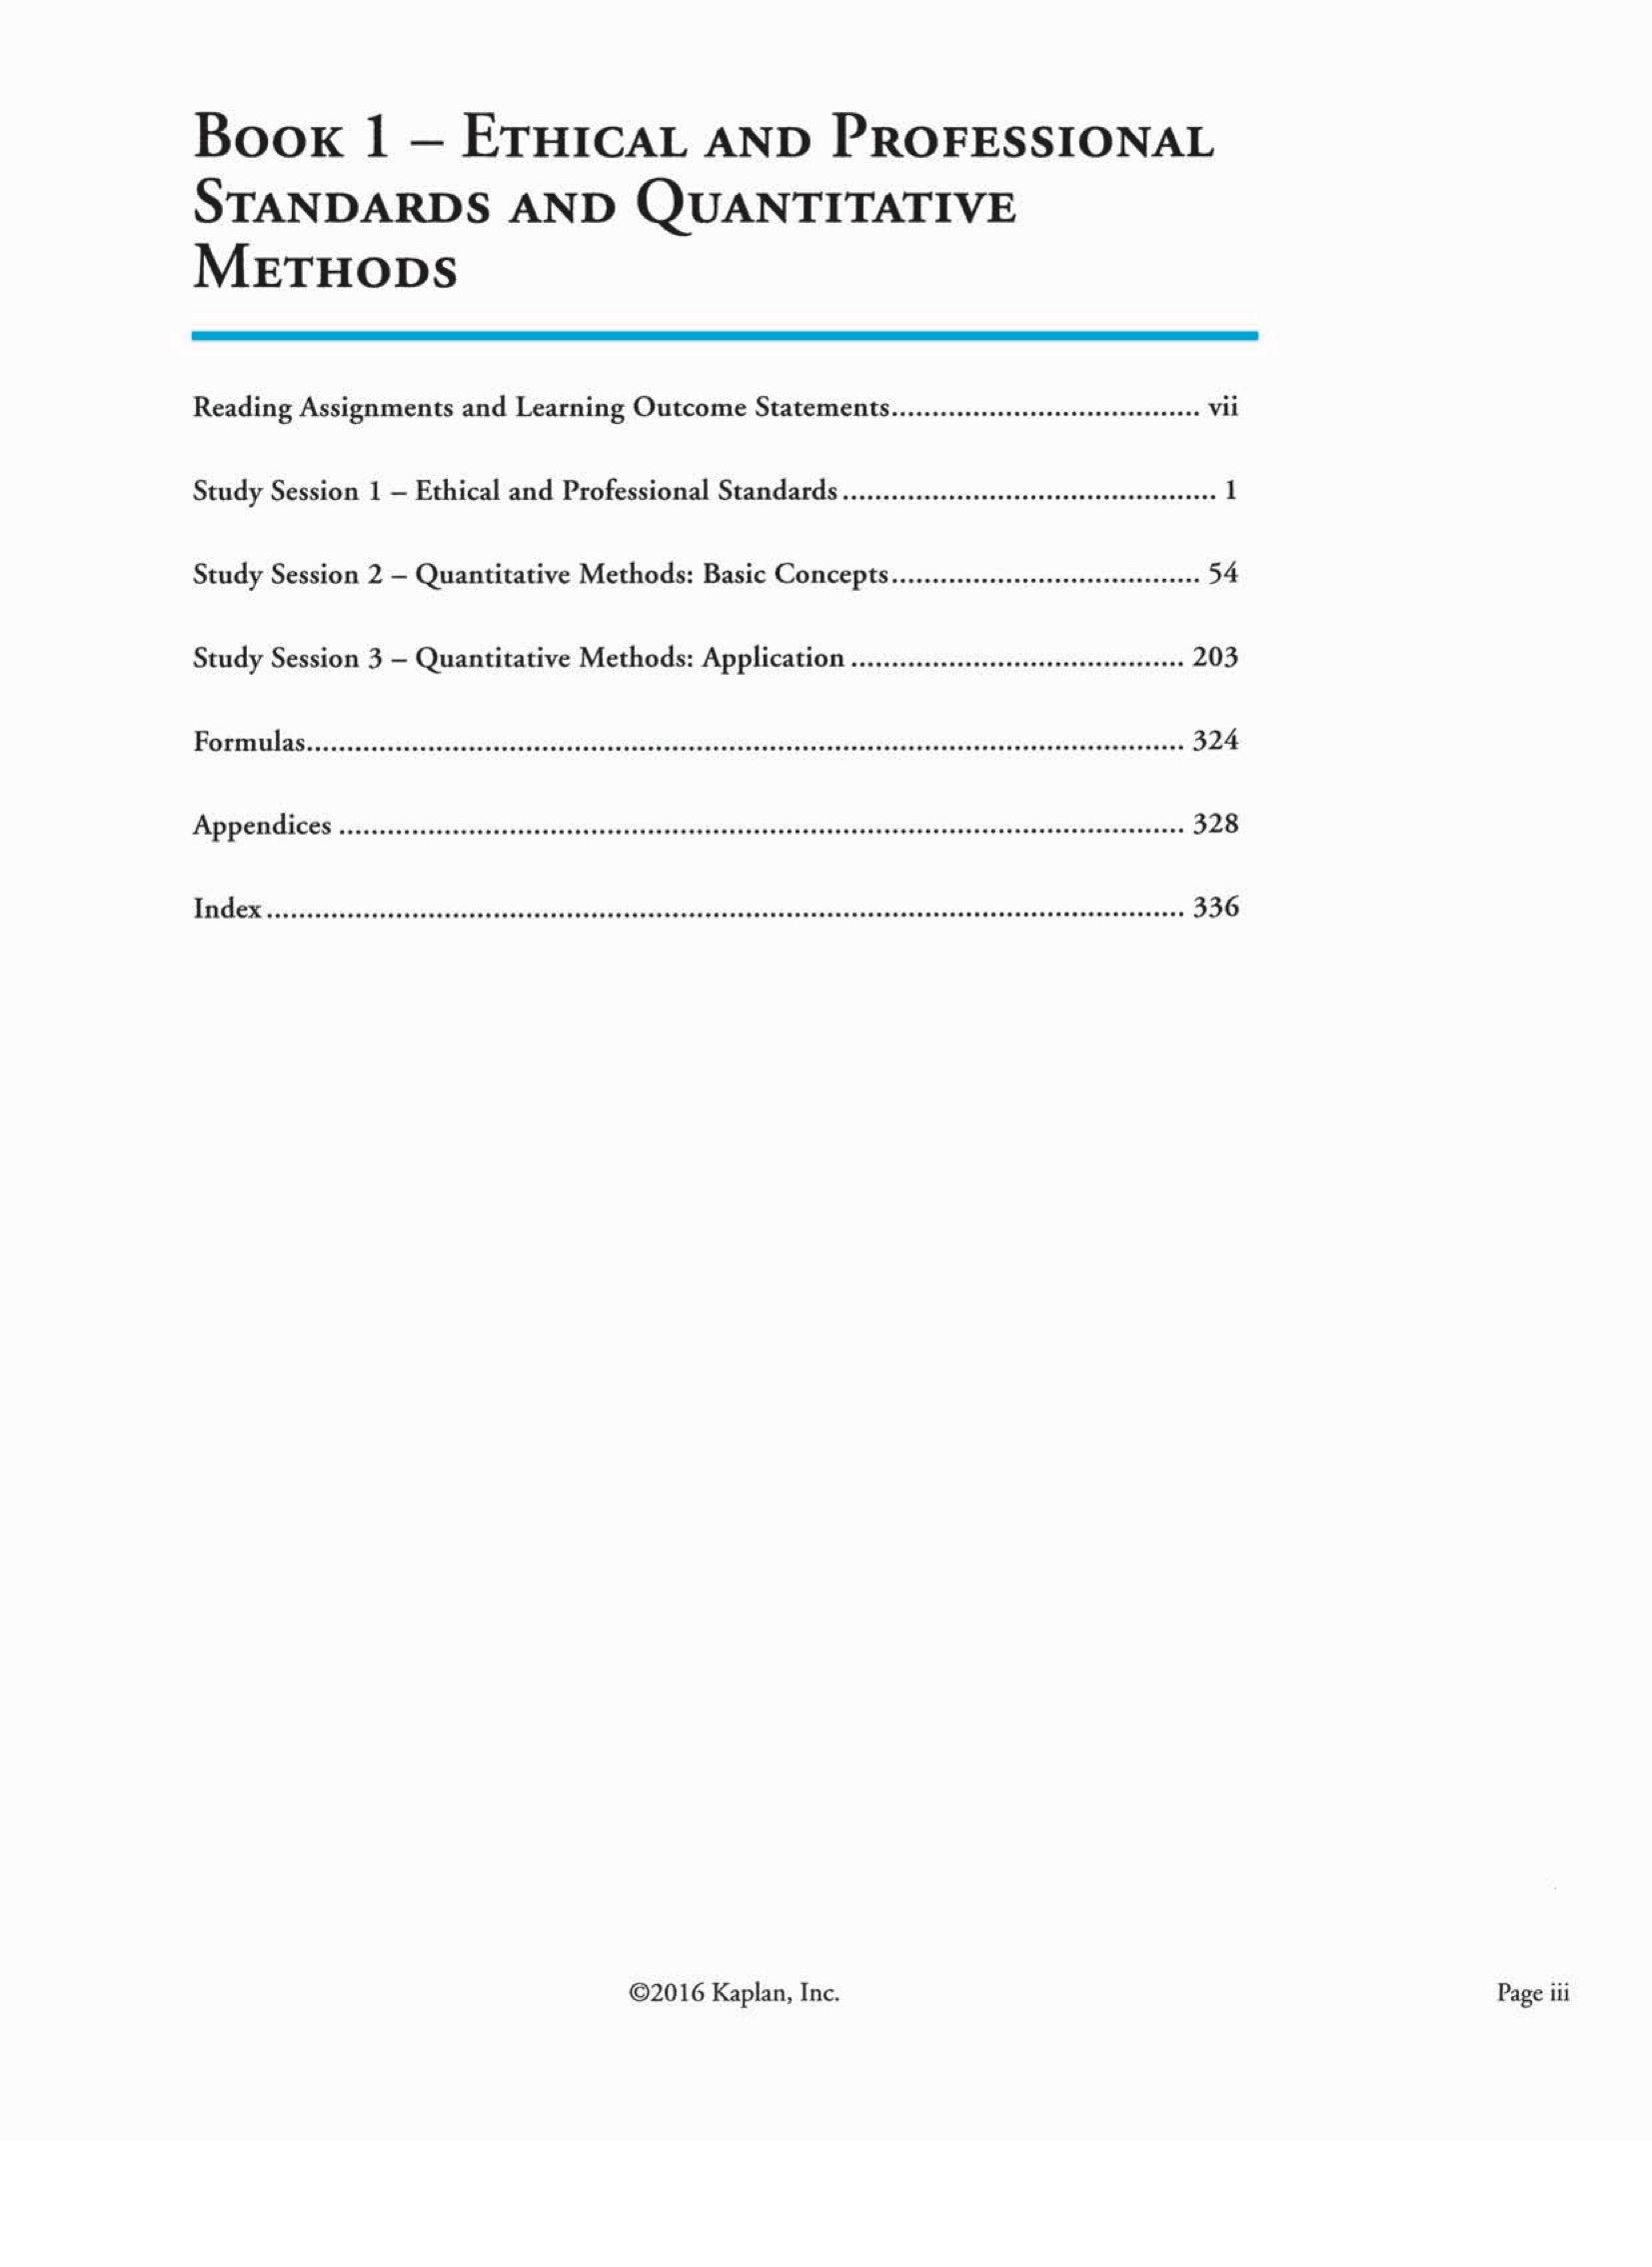 BOOK 1 – ETHICAL AND PROFESSIONAL
STANDARDS AND QUANTITATIVE
METHODS
Reading Assignments and Learning Outcome Statements...................................... vii
Study Session 1 – Ethical and Professional Standards.............................................. 1
Study Session 2 – Quantitative Methods: Basic Concepts...................................... 54
Study Session 3 – Quantitative Methods: Application ......................................... 203
Formulas............................................................................................................ 324
Appendices ........................................................................................................ 328
Index................................................................................................................. 336
©2016 Kaplan, Inc.
Page iii